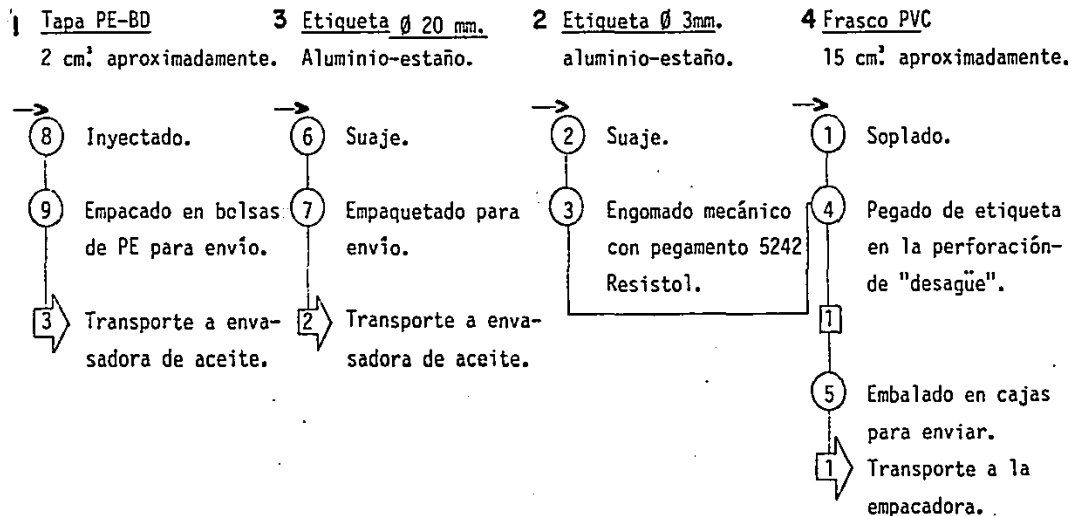 1 Tapa PE-BD
2 cm³. aproximadamente.
8 Inyectado.
9 Empacado en bolsas
de PE para envío.
3 Transporte a enva-
sadora de aceite.
3 Etiqueta Ø 20 mm.
Aluminio-estaño.
6 Suaje.
7 Empaquetado para
envío.
2 Transporte a enva-
sadora de aceite.
2 Etiqueta Ø 3mm.
aluminio-estaño.
2 Suaje.
3 Engomado mecánico
con pegamento 5242
Resistol.
4 Frasco PVC
15 cm³. aproximadamente.
1 Soplado.
4 Pegado de etiqueta
en la perforación-
de "desagüe".
1
5 Embalado en cajas
para enviar.
1 Transporte a la
empacadora.